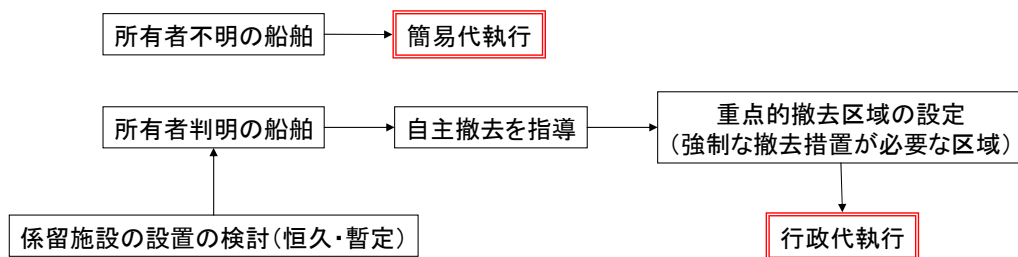 所有者不明の船舶
簡易代執行
所有者判明の船舶
自主撤去を指導
重点的撤去区域の設定
（強制な撤去措置が必要な区域）
係留施設の設置の検討（恒久・暫定）
行政代執行